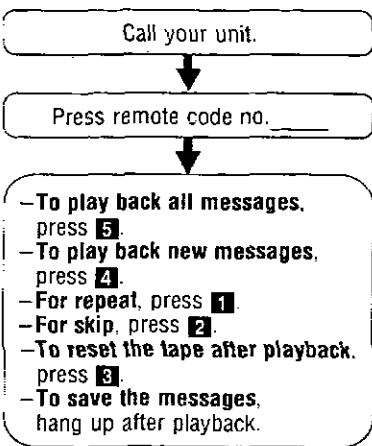 Call your unit.
Press remote code no. ____
–To play back all messages,
press 5.
–To play back new messages,
press 4.
–For repeat, press 1.
–For skip, press 2.
–To reset the tape after playback,
press 3.
–To save the messages,
hang up after playback.